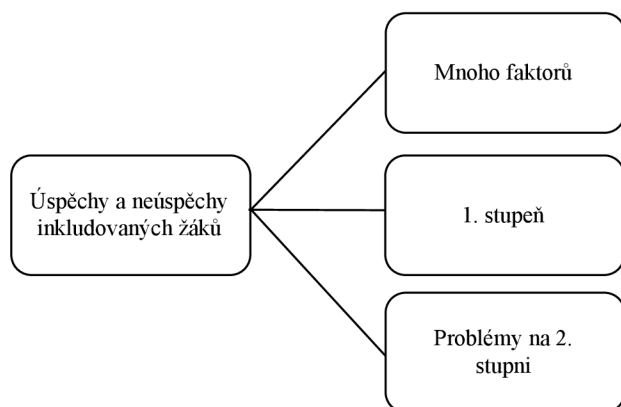 Mnoho faktorů
Úspěchy a neúspěchy
inkludovaných žáků
1. stupeň
Problémy na 2.
stupni